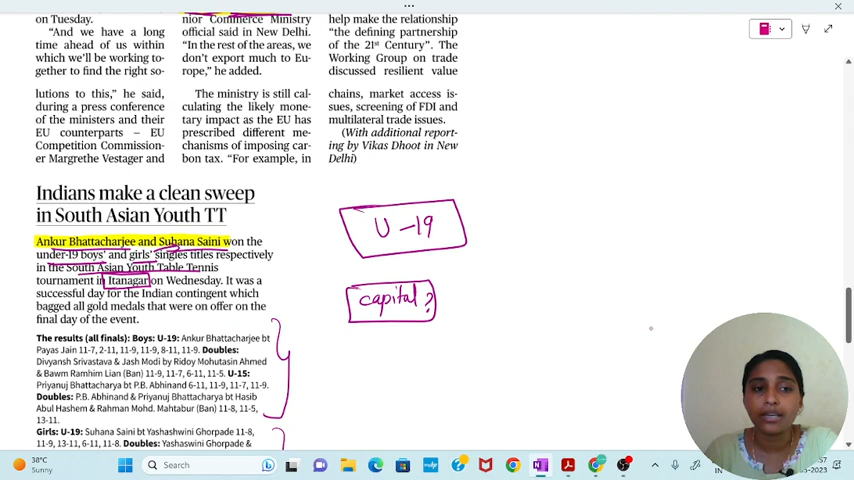 on Tuesday.
“And we have a long
time ahead of us within
which we’ll be working to-
gether to find the right so-
lutions to this,” he said,
during a press conference
of the ministers and their
EU counterparts – EU
Competition Commission-
er Margrethe Vestager and
nior Commerce Ministry
official said in New Delhi.
“In the rest of the areas, we
don’t export much to Eu-
rope,” he added.
The ministry is still cal-
culating the likely mone-
tary impact as the EU has
prescribed different me-
chanisms of imposing car-
bon tax. “For example, in
help make the relationship
“the defining partnership
of the 21st Century”. The
Working Group on trade
discussed resilient value
chains, market access is-
sues, screening of FDI and
multilateral trade issues.
(With additional report-
ing by Vikas Dhoot in New
Delhi)
Indians make a clean sweep
in South Asian Youth TT
Ankur Bhattacharjee and Suhana Saini won the
under-19 boys’ and girls’ singles titles respectively
in the South Asian Youth Table Tennis
tournament in Itanagar on Wednesday. It was a
successful day for the Indian contingent which
bagged all gold medals that were on offer on the
final day of the event.
The results (all finals): Boys: U-19: Ankur Bhattacharjee bt
Payas Jain 11-7, 2-11, 11-9, 11-9, 8-11, 11-9. Doubles:
Divyansh Srivastava & Jash Modi by Ridoy Mohutasin Ahmed
& Bawm Ramhim Lian (Ban) 11-9, 11-7, 6-11, 11-5. U-15:
Priyanuj Bhattacharya bt P.B. Abhinand 6-11, 11-9, 11-7, 11-9.
Doubles: P.B. Abhinand & Priyanuj Bhattacharya bt Hasib
Abul Hashem & Rahman Mohd. Mahtabur (Ban) 11-8, 11-5,
13-11.
Girls: U-19: Suhana Saini bt Yashashwini Ghorpade 11-8,
11-9, 13-11, 6-11, 11-8. Doubles: Yashaswini Ghorpade &
U-19
capital?
38°C
Sunny
Search
IN